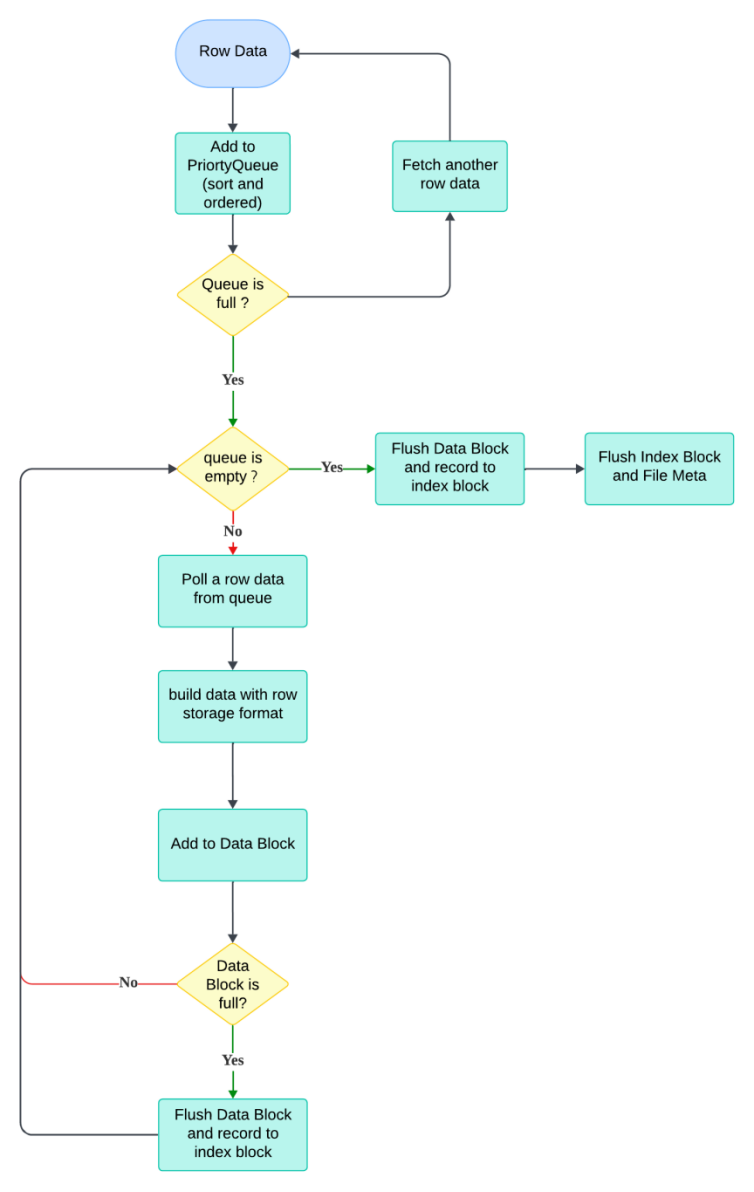 Row Data
Add to
PriortyQueue
(sort and
ordered)
Fetch another
row data
Queue is
full ?
Yes
queue is
empty ?
Yes
Flush Data Block
and record to
index block
Flush Index Block
and File Meta
No
Poll a row data
from queue
build data with row
storage format
Add to Data Block
Data
Block is
full?
No
Yes
Flush Data Block
and record to
index block